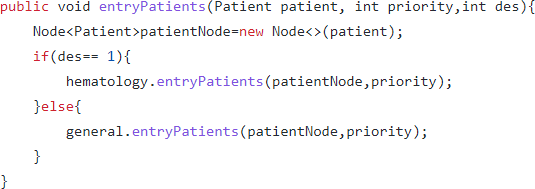 public void entryPatients(Patient patient, int priority,int des){
    Node<Patient>patientNode=new Node<>(patient);
    if(des== 1){
        hematology.entryPatients(patientNode,priority);
    }else{
        general.entryPatients(patientNode,priority);
    }
}